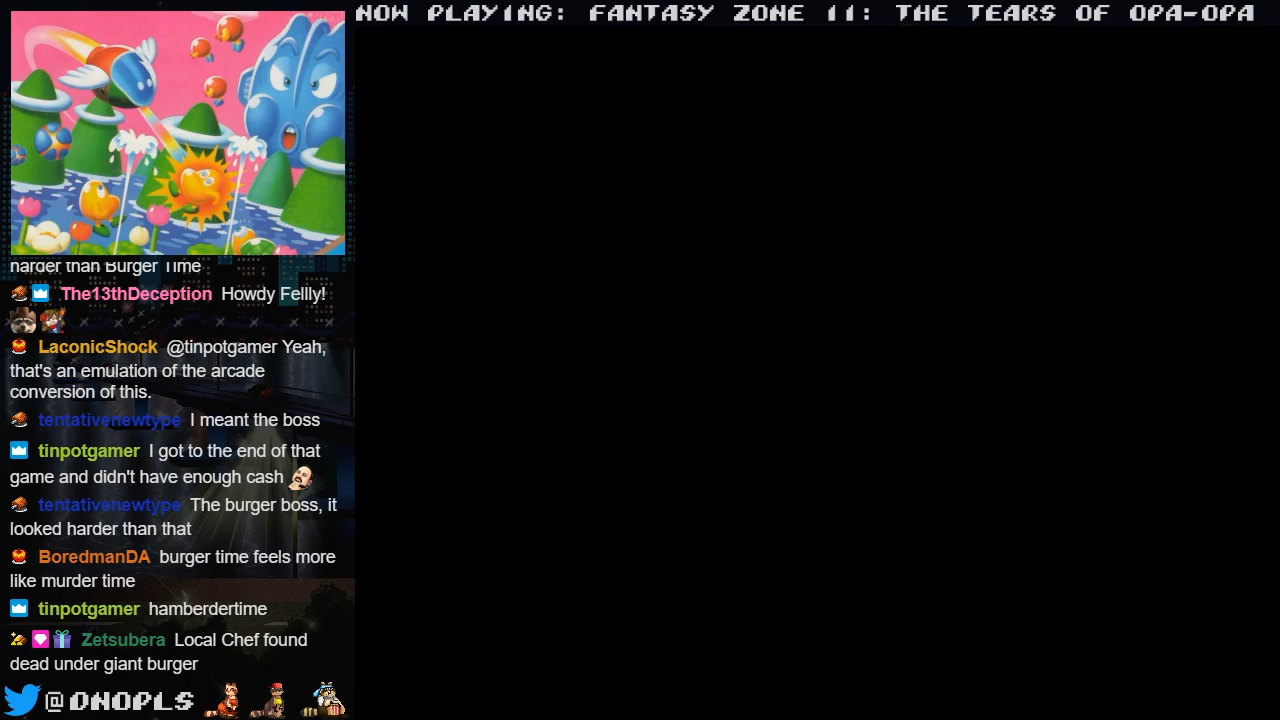 NOW PLAYING: FANTASY ZONE II: THE TEARS OF OPA-OPA
harder than Burger Time
The13thDeception Howdy Fellly!
LaconicShock @tinpotgamer Yeah,
that's an emulation of the arcade
conversion of this.
tentativenewtype I meant the boss
tinpotgamer I got to the end of that
game and didn't have enough cash
tentativenewtype The burger boss, it
looked harder than that
BoredmanDA burger time feels more
like murder time
tinpotgamer hamberdertime
Zetsubera Local Chef found
dead under giant burger
@DNOPLS